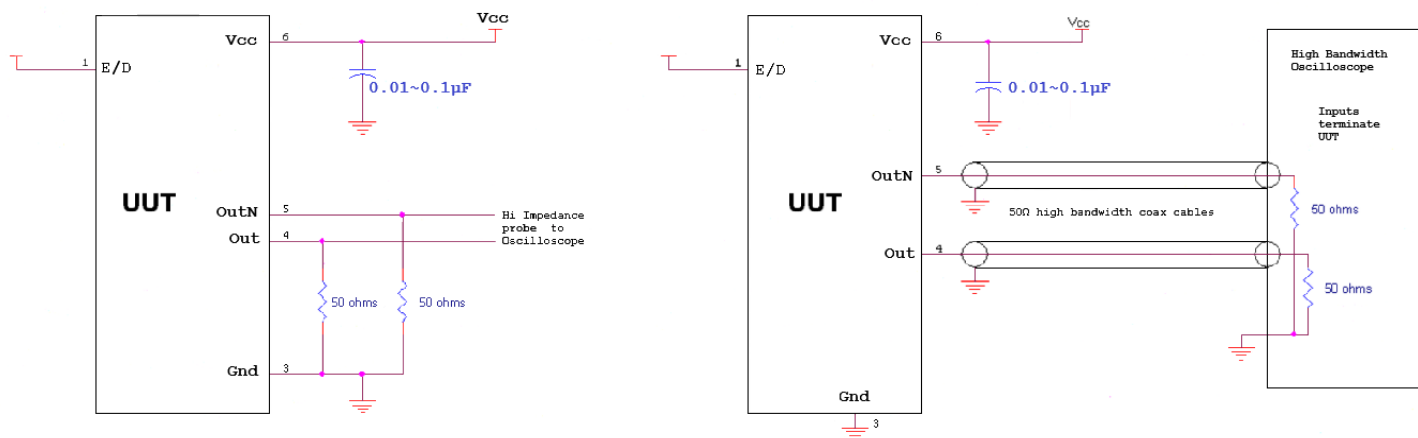 Vcc
Vcc 6
1
E/D
0.01~0.1µF
UUT
OutN 5
Out 4
Hi Impedance
probe to
Oscilloscope
50 ohms
50 ohms
Gnd 3
Vcc
Vcc 6
1
E/D
0.01~0.1µF
High Bandwidth
Oscilloscope
Inputs
terminate
UUT
UUT
OutN 5
50Ω high bandwidth coax cables
50 ohms
Out 4
50 ohms
Gnd
3